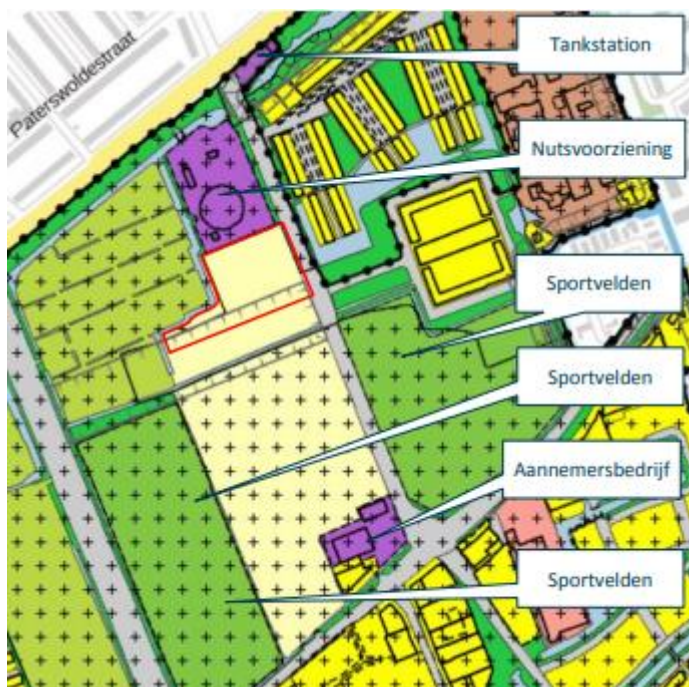 Tankstation
Paterswoldestraat
Nutsvoorziening
Sportvelden
Sportvelden
Aannemersbedrijf
Sportvelden